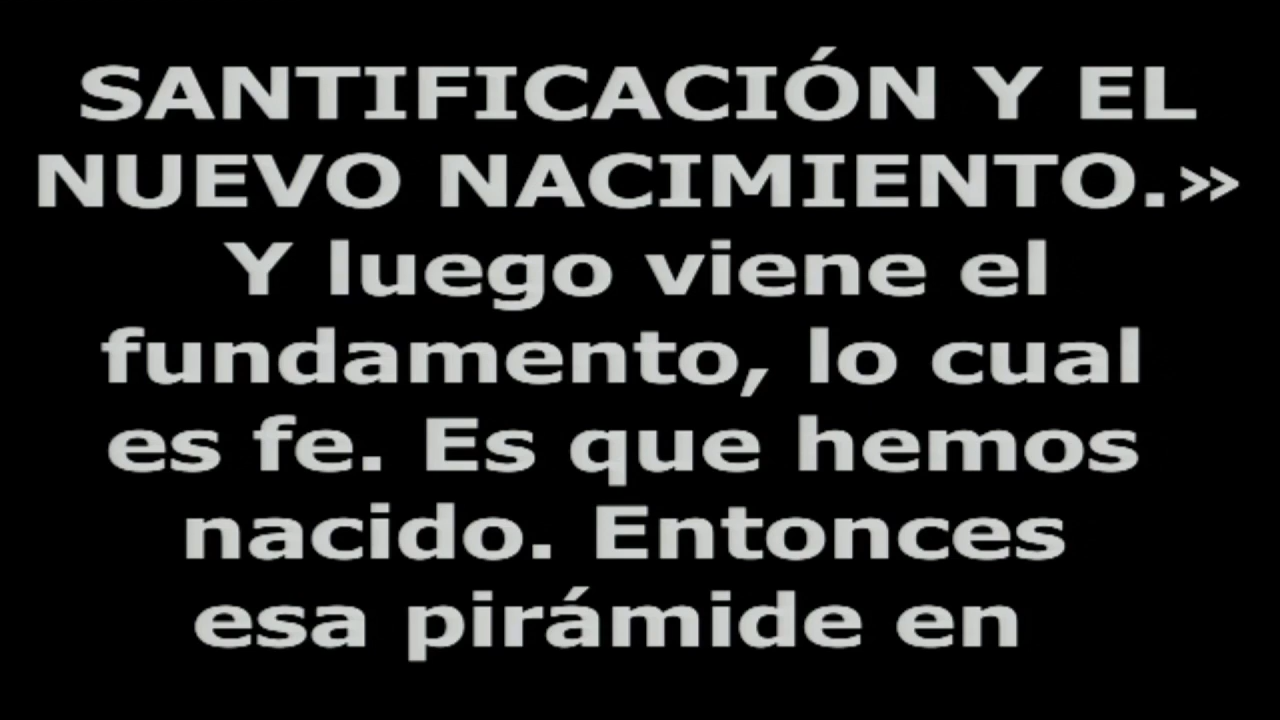 SANTIFICACIÓN Y EL
NUEVO NACIMIENTO.»
Y luego viene el
fundamento, lo cual
es fe. Es que hemos
nacido. Entonces
esa pirámide en